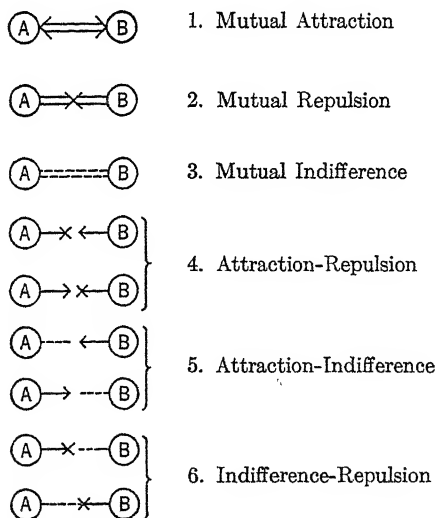 A B 1. Mutual Attraction
A B 2. Mutual Repulsion
A B 3. Mutual Indifference
A B
4. Attraction-Repulsion
A B
A B
5. Attraction-Indifference
A B
A B
6. Indifference-Repulsion
A B